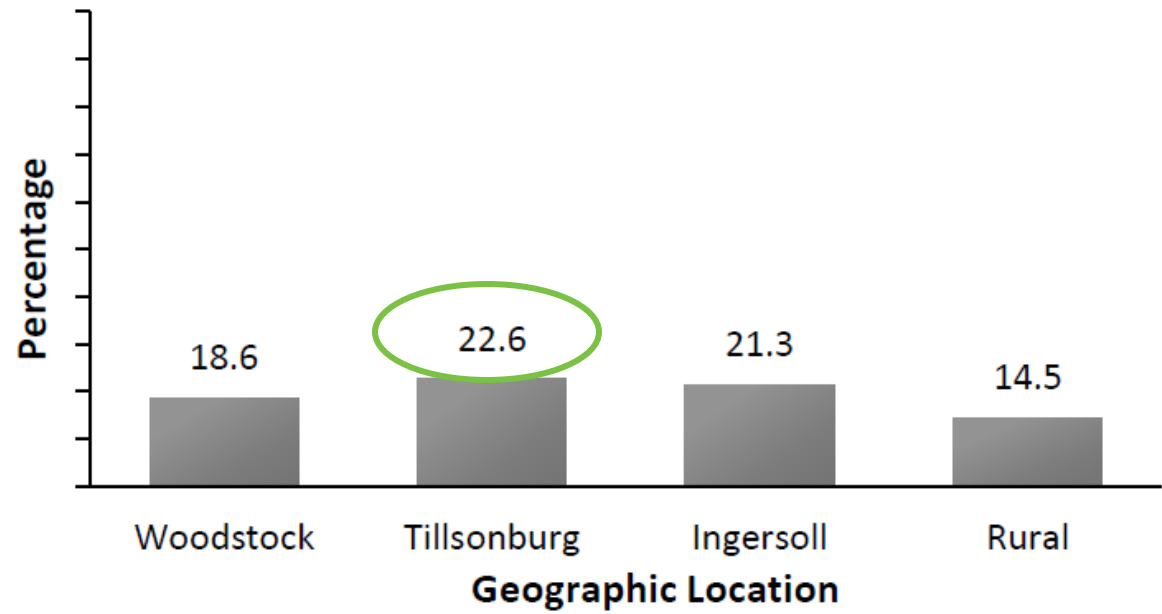 Percentage
22.6
21.3
18.6
14.5
Woodstock Tillsonburg Ingersoll Rural
Geographic Location